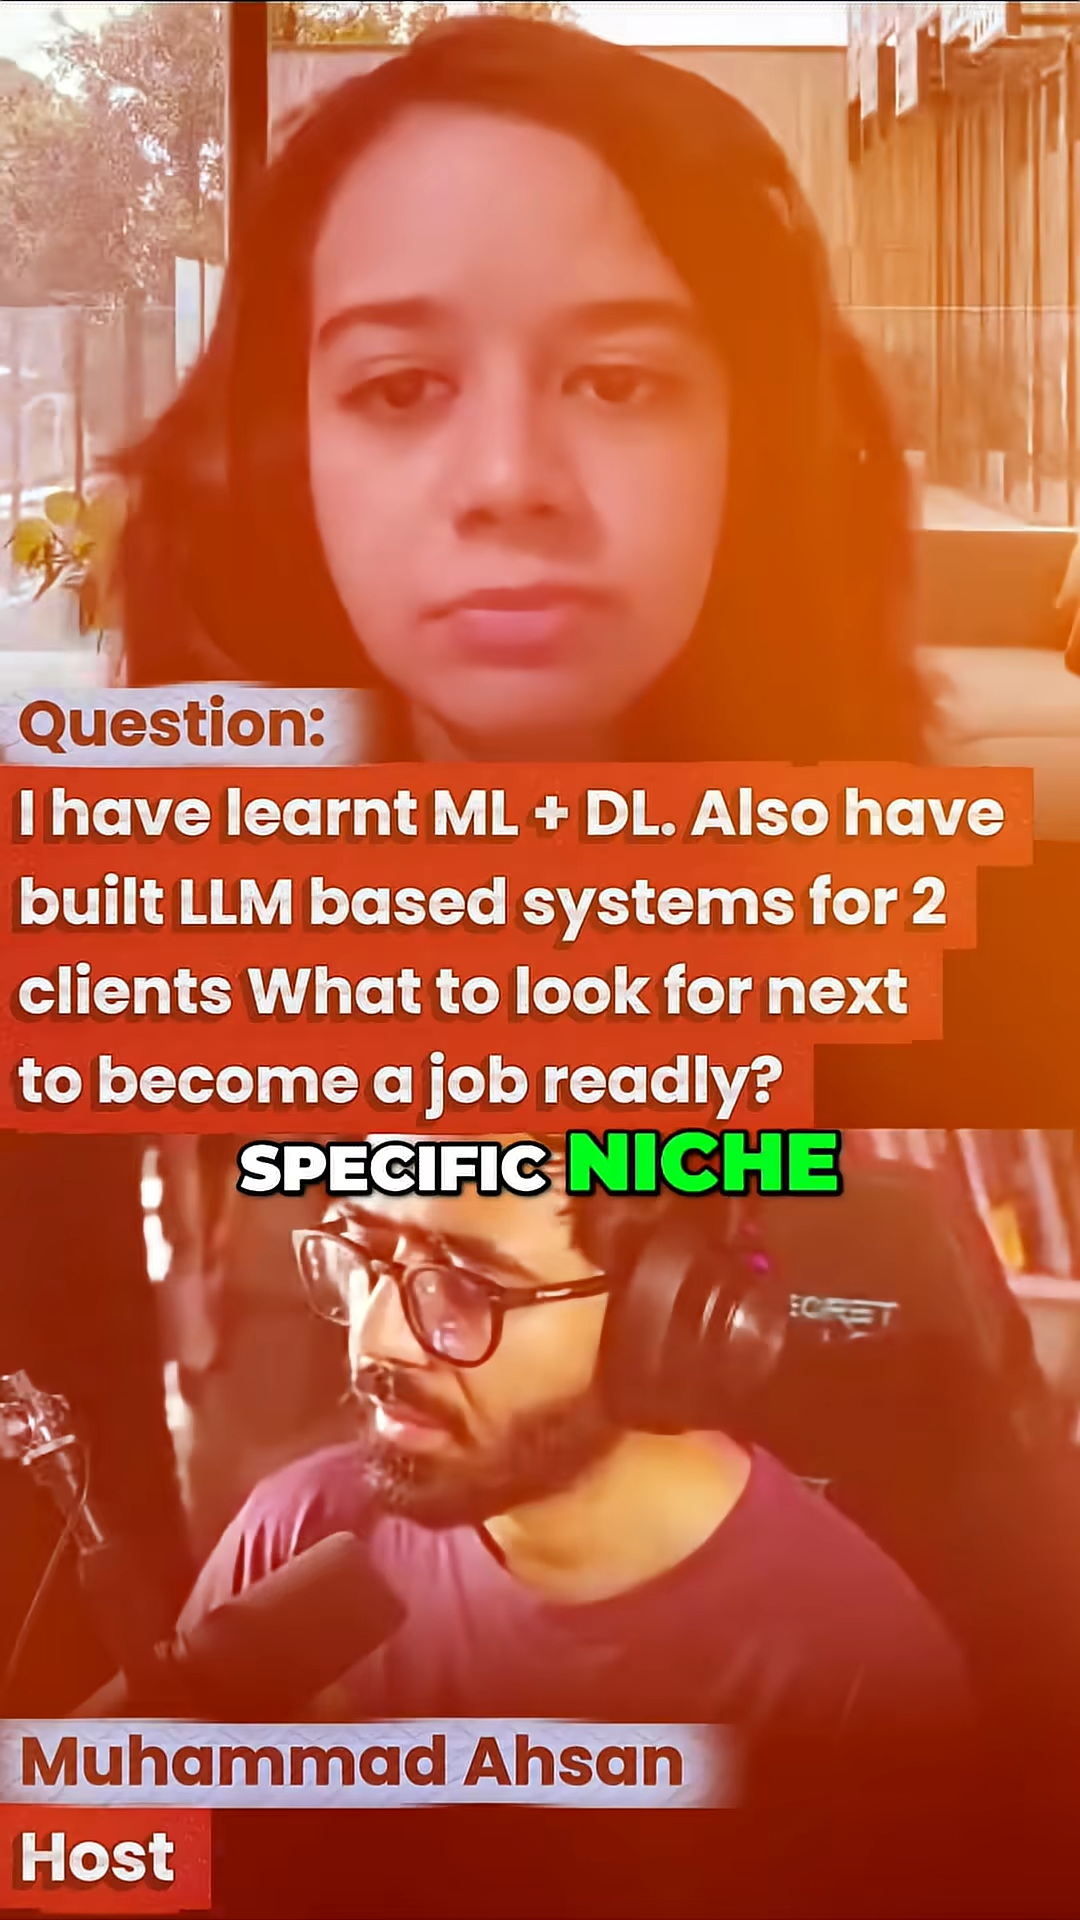 Question:
I have learnt ML + DL. Also have
built LLM based systems for 2
clients What to look for next
to become a job readly?
SPECIFIC NICHE
Muhammad Ahsan
Host